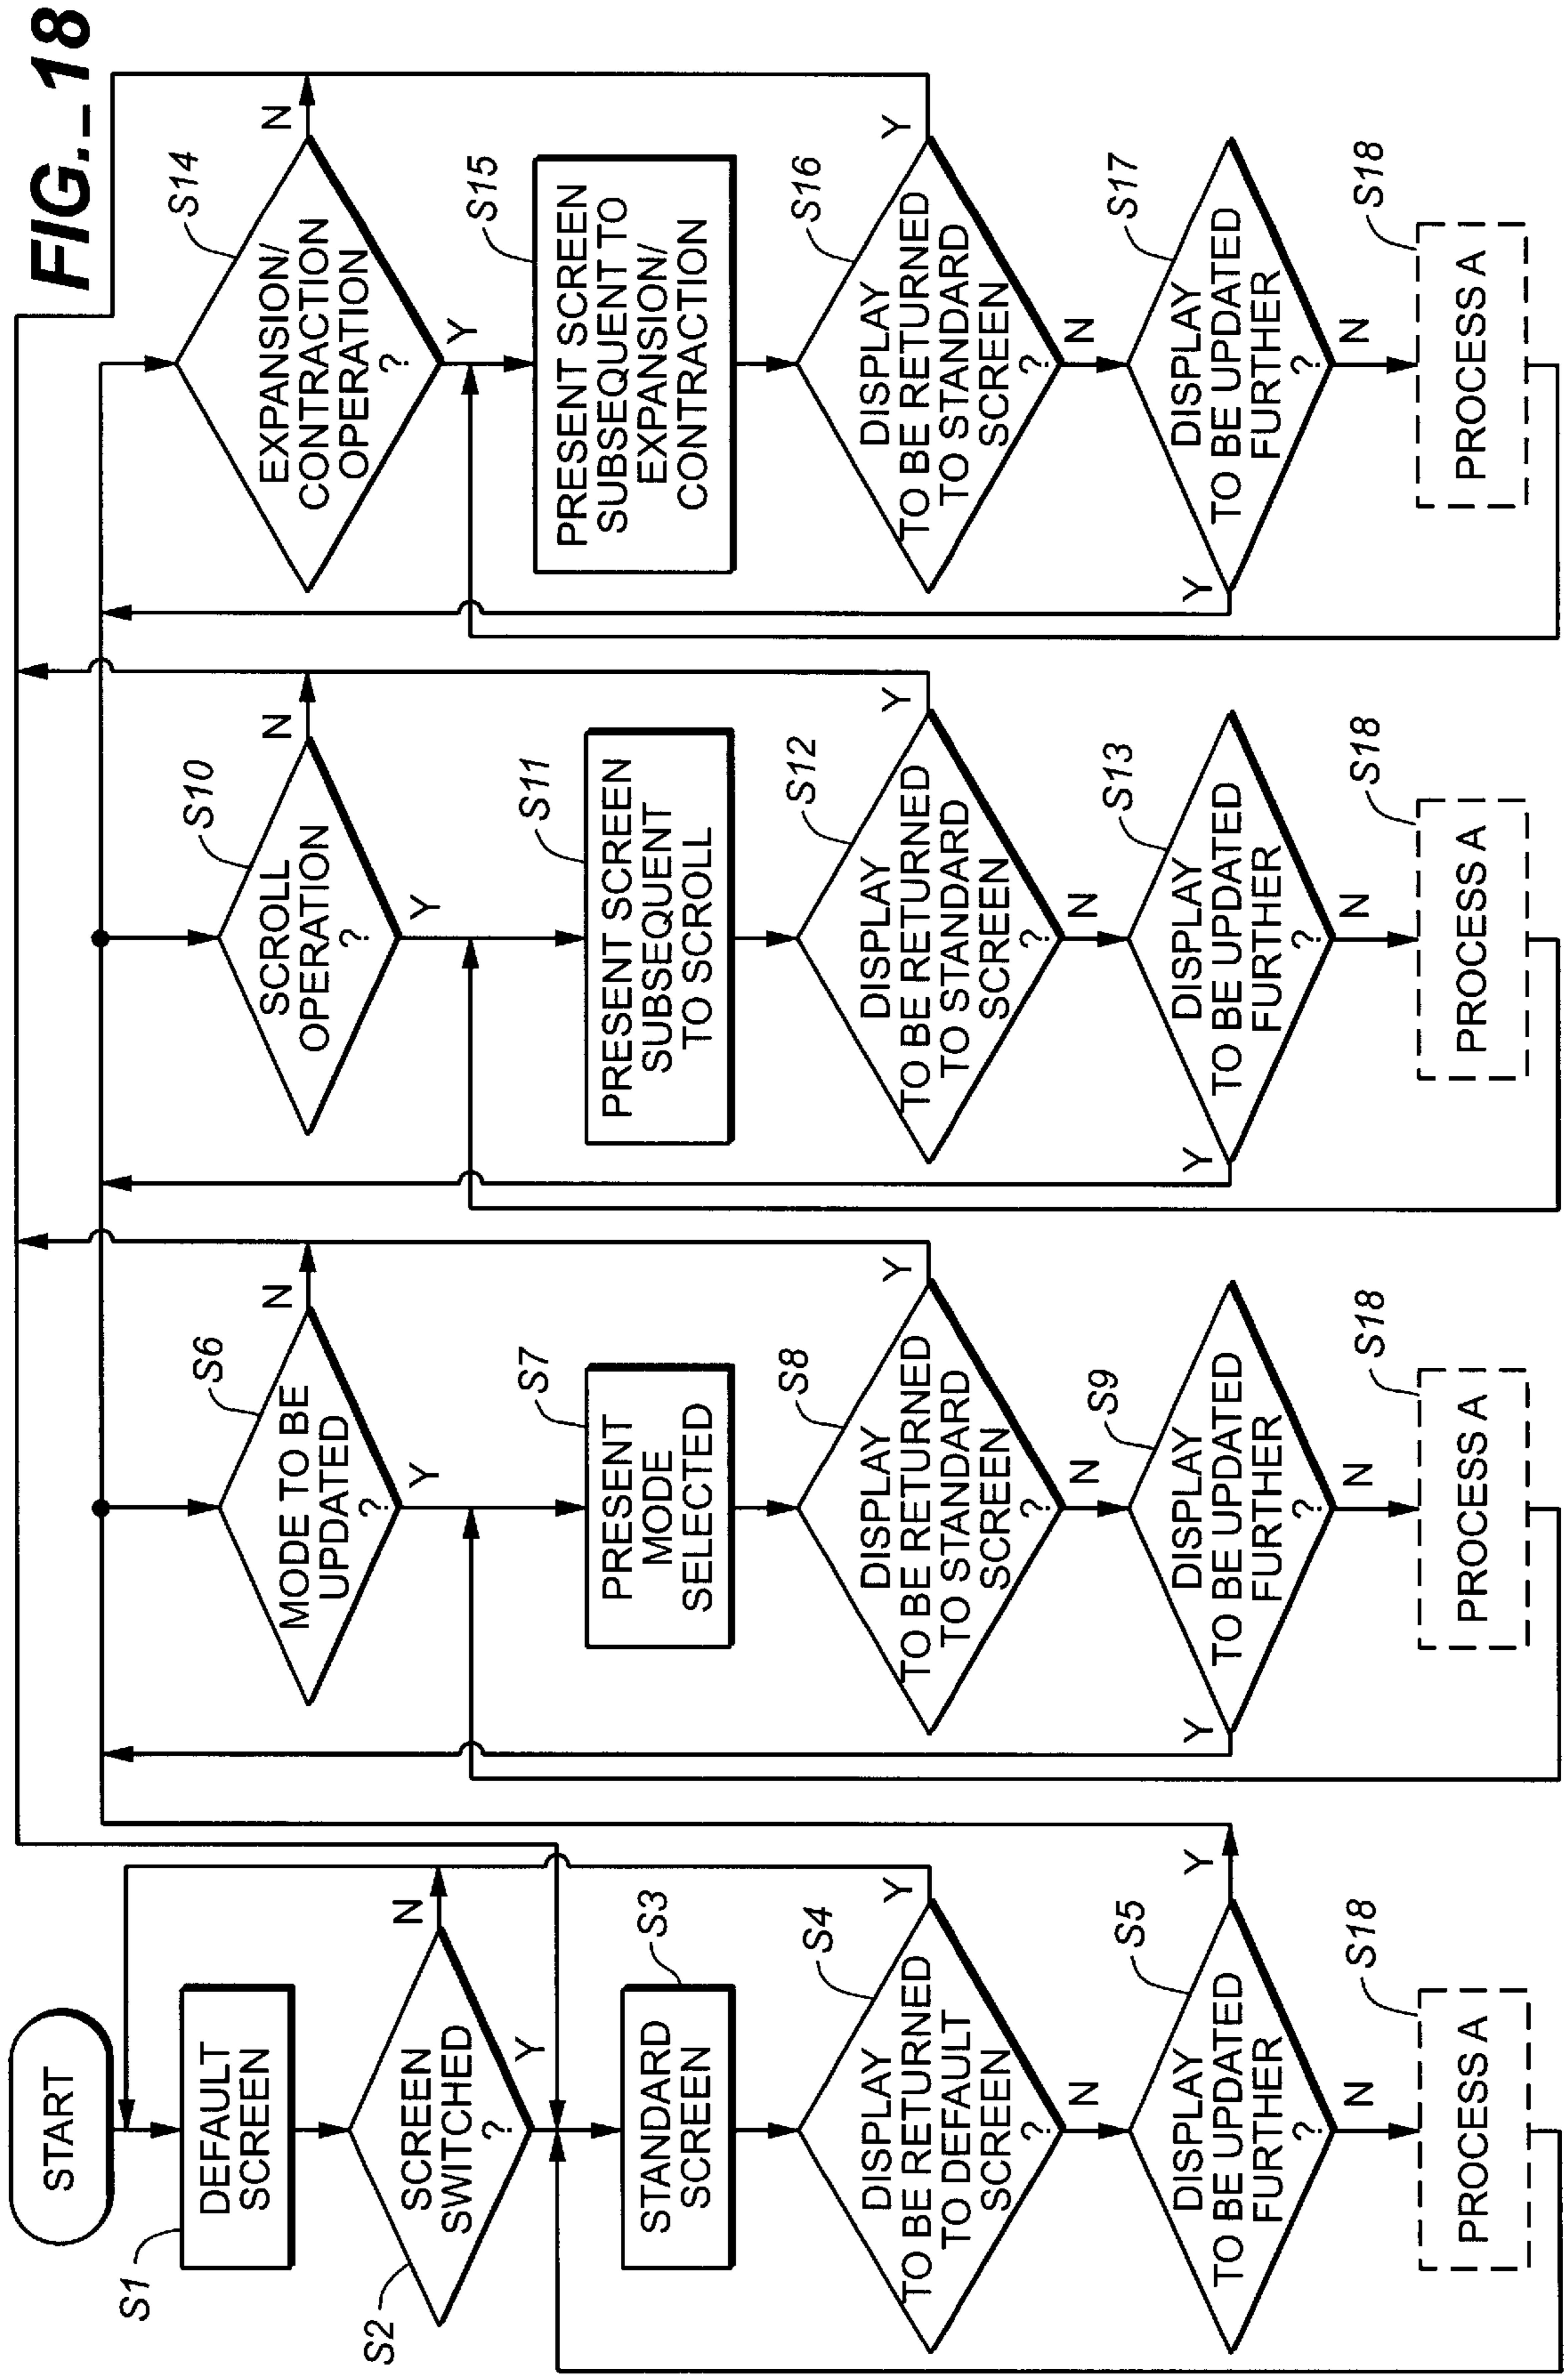 FIG._18
START
S1
DEFAULT
SCREEN
S2
SCREEN
SWITCHED
?
N
Y
S3
STANDARD
SCREEN
S4
DISPLAY
TO BE RETURNED
TO DEFAULT
SCREEN
?
Y
N
S5
DISPLAY
TO BE UPDATED
FURTHER
?
Y
N
S18
PROCESS A
S6
MODE TO BE
UPDATED
?
N
Y
S7
PRESENT
MODE
SELECTED
S8
DISPLAY
TO BE RETURNED
TO STANDARD
SCREEN
?
Y
N
S9
DISPLAY
TO BE UPDATED
FURTHER
?
Y
N
S18
PROCESS A
S10
SCROLL
OPERATION
?
N
Y
S11
PRESENT SCREEN
SUBSEQUENT
TO SCROLL
S12
DISPLAY
TO BE RETURNED
TO STANDARD
SCREEN
?
Y
N
S13
DISPLAY
TO BE UPDATED
FURTHER
?
Y
N
S18
PROCESS A
S14
EXPANSION/
CONTRACTION
OPERATION
?
N
Y
S15
PRESENT SCREEN
SUBSEQUENT TO
EXPANSION/
CONTRACTION
S16
DISPLAY
TO BE RETURNED
TO STANDARD
SCREEN
?
Y
N
S17
DISPLAY
TO BE UPDATED
FURTHER
?
Y
N
S18
PROCESS A